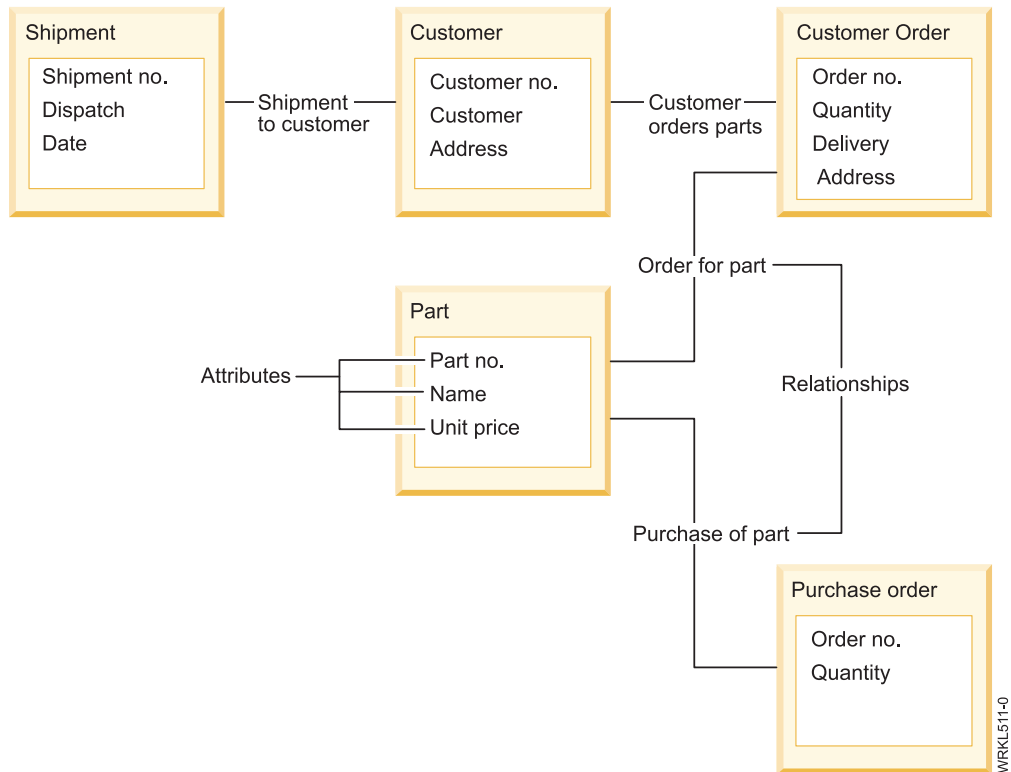 Shipment
Shipment no.
Dispatch
Date
Shipment
to customer
Customer
Customer no.
Customer
Address
Customer
orders parts
Customer Order
Order no.
Quantity
Delivery
Address
Order for part
Part
Part no.
Name
Unit price
Attributes
Relationships
Purchase of part
Purchase order
Order no.
Quantity
WRKL511-0